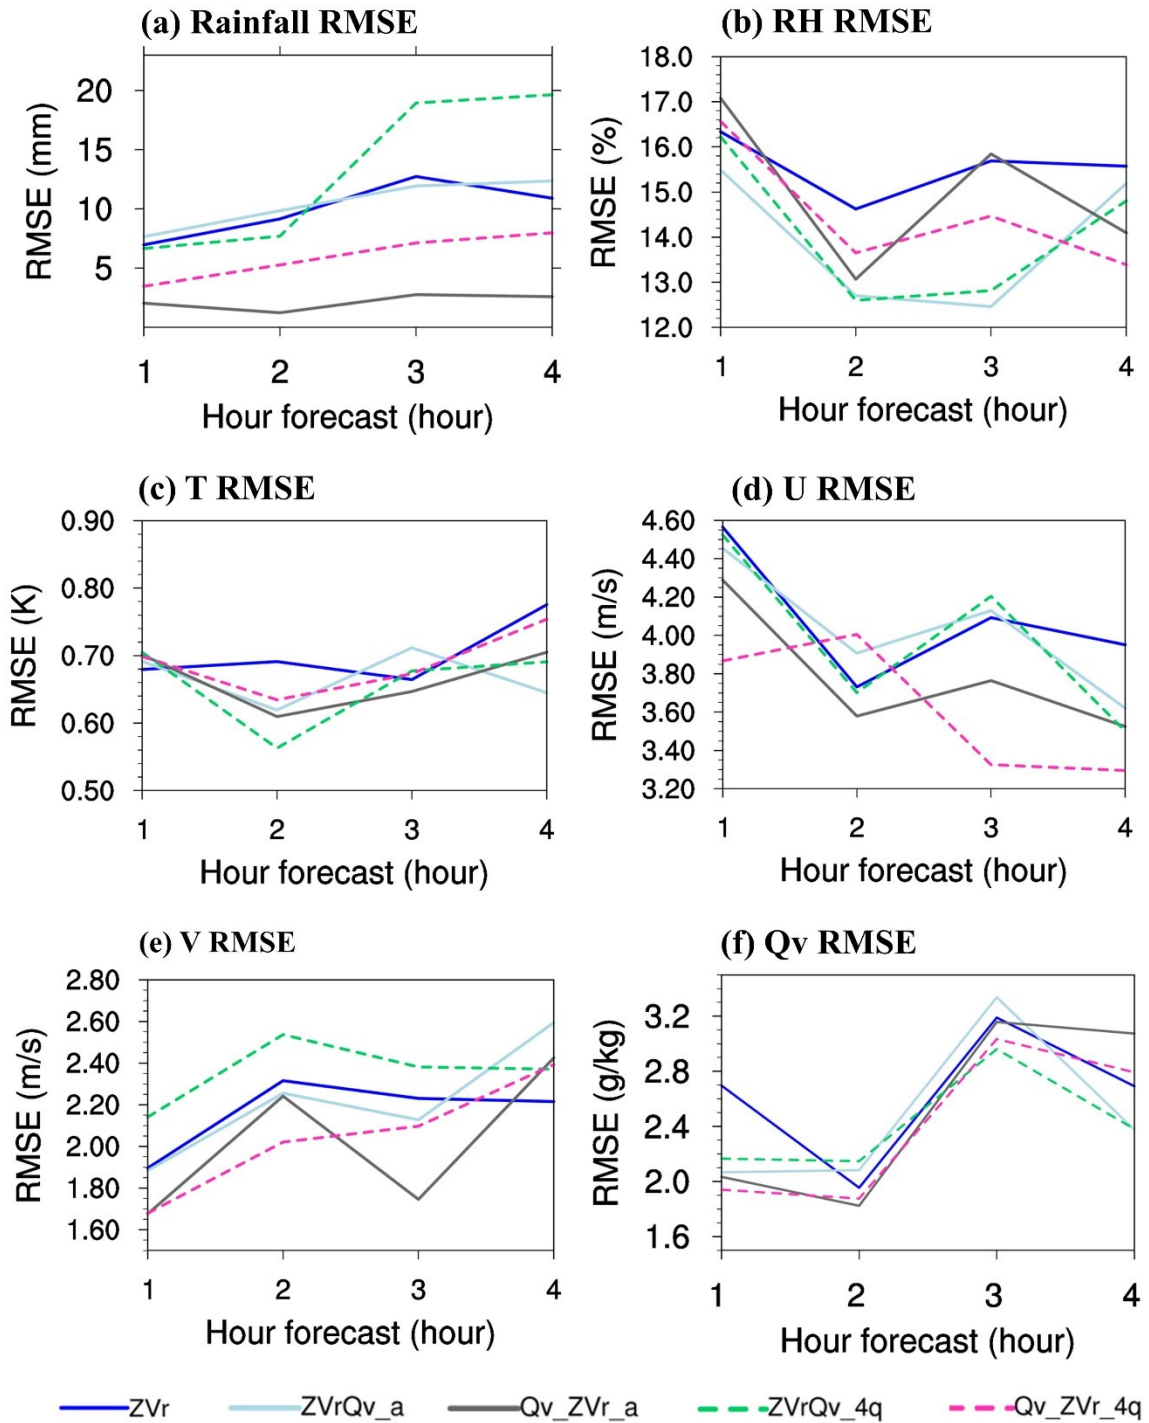 (a) Rainfall RMSE
20
15
10
5
RMSE (mm)
1 2 3 4
Hour forecast (hour)
(b) RH RMSE
18.0
17.0
16.0
15.0
14.0
13.0
12.0
RMSE (%)
1 2 3 4
Hour forecast (hour)
(c) T RMSE
0.90
0.80
0.70
0.60
0.50
RMSE (K)
1 2 3 4
Hour forecast (hour)
(d) U RMSE
4.60
4.40
4.20
4.00
3.80
3.60
3.40
3.20
RMSE (m/s)
1 2 3 4
Hour forecast (hour)
(e) V RMSE
2.80
2.60
2.40
2.20
2.00
1.80
1.60
RMSE (m/s)
1 2 3 4
Hour forecast (hour)
(f) Qv RMSE
3.2
2.8
2.4
2.0
1.6
RMSE (g/kg)
1 2 3 4
Hour forecast (hour)
ZVr ZVrQv_a Qv_ZVr_a ZVrQv_4q Qv_ZVr_4q